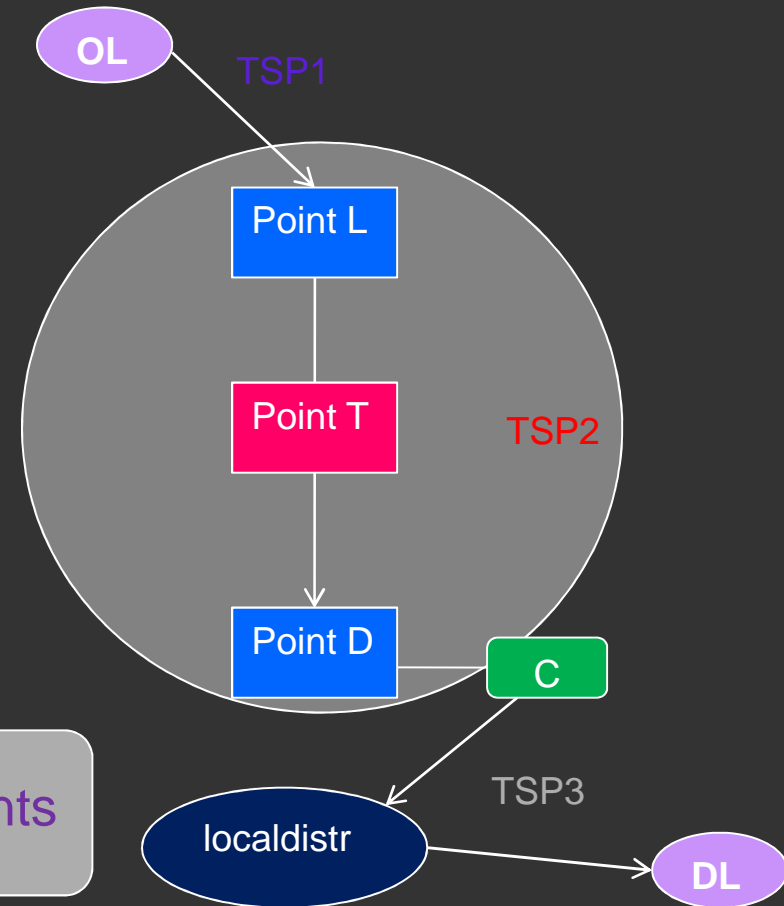 OL
TSP1
Point L
Point T
TSP2
Point D
C
TSP3
nts
localdistr
DL